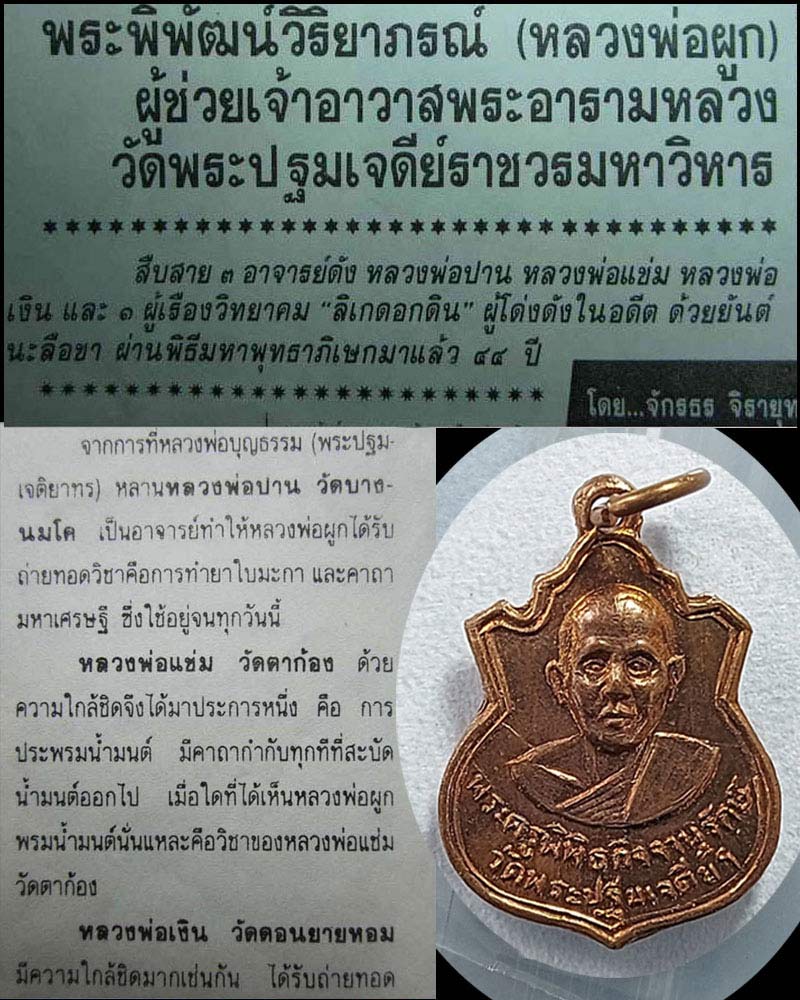 พระพิพัฒน์วิริยาภรณ์ (หลวงพ่อผูก)
ผู้ช่วยเจ้าอาวาสพระอารามหลวง
วัดพระปฐมเจดีย์ราชวรมหาวิหาร
สืบสาย ๓ อาจารย์ดัง หลวงพ่อปาน หลวงพ่อแช่ม หลวงพ่อ
เงิน และ ๑ ผู้เรืองวิทยาคม “ลิเกดอกดิน” ผู้โด่งดังในอดีต ด้วยยันต์
นะลือชา ผ่านพิธีมหาพุทธาภิเษกมาแล้ว ๔๔ ปี
โดย...จักรธร จิรายุท
จากการที่หลวงพ่อบุญธรรม (พระปฐม-
เจติยาทร) หลานหลวงพ่อปาน วัดบาง-
นมโค เป็นอาจารย์ทำให้หลวงพ่อผูกได้รับ
ถ่ายทอดวิชาคือการทำยาใบมะกา และคาถา
มหาเศรษฐี ซึ่งใช้อยู่จนทุกวันนี้
หลวงพ่อแช่ม วัดตาก้อง ด้วย
ความใกล้ชิดจึงได้มาประการหนึ่ง คือ การ
ประพรมน้ำมนต์ มีคาถากำกับทุกทีที่สะบัด
น้ำมนต์ออกไป เมื่อใดที่ได้เห็นหลวงพ่อผูก
พรมน้ำมนต์นั่นแหละคือวิชาของหลวงพ่อแช่ม
วัดตาก้อง
หลวงพ่อเงิน วัดดอนยายหอม
มีความใกล้ชิดมากเช่นกัน ได้รับถ่ายทอด
พระครูพิพิธกิจจานุรักษ์
วัดพระปฐมเจดีย์ฯ